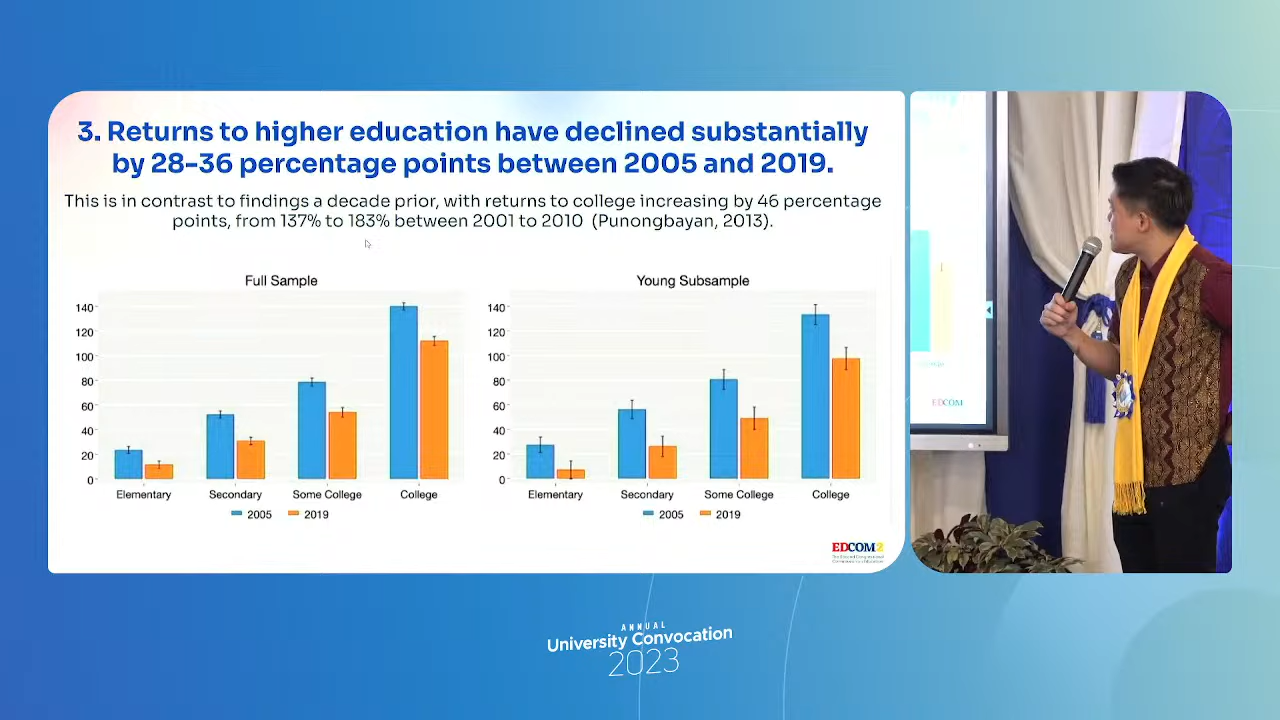 3. Returns to higher education have declined substantially
by 28-36 percentage points between 2005 and 2019.
This is in contrast to findings a decade prior, with returns to college increasing by 46 percentage
points, from 137% to 183% between 2001 to 2010 (Punongbayan, 2013).
Full Sample
140
120
100
80
60
40
20
0
Elementary Secondary Some College College
2005 2019
Young Subsample
140
120
100
80
60
40
20
0
Elementary Secondary Some College College
2005 2019
EDCOM2
EDCOM
ANNUAL
University Convocation
2023